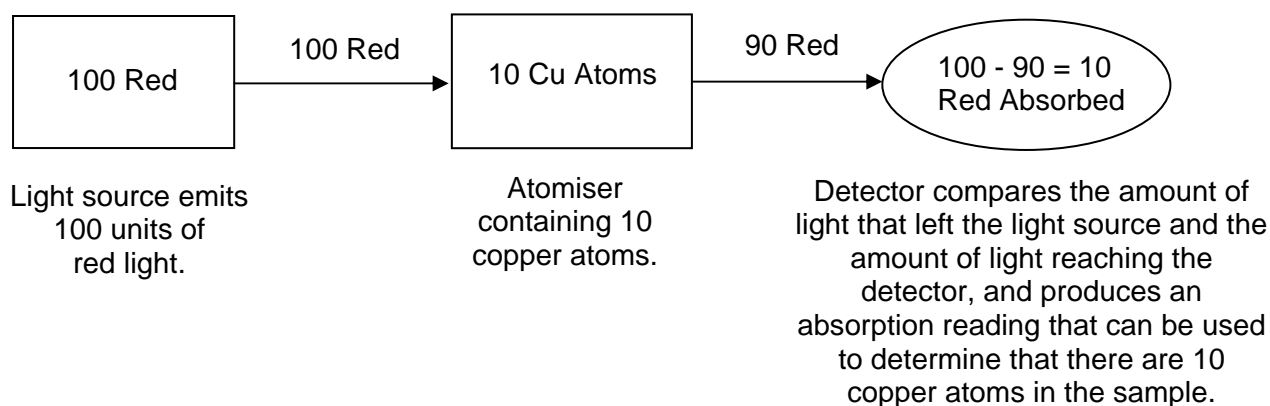 100 Red
100 Red
10 Cu Atoms
90 Red
100 - 90 = 10
Red Absorbed
Light source emits
100 units of
red light.
Atomiser
containing 10
copper atoms.
Detector compares the amount of
light that left the light source and the
amount of light reaching the
detector, and produces an
absorption reading that can be used
to determine that there are 10
copper atoms in the sample.